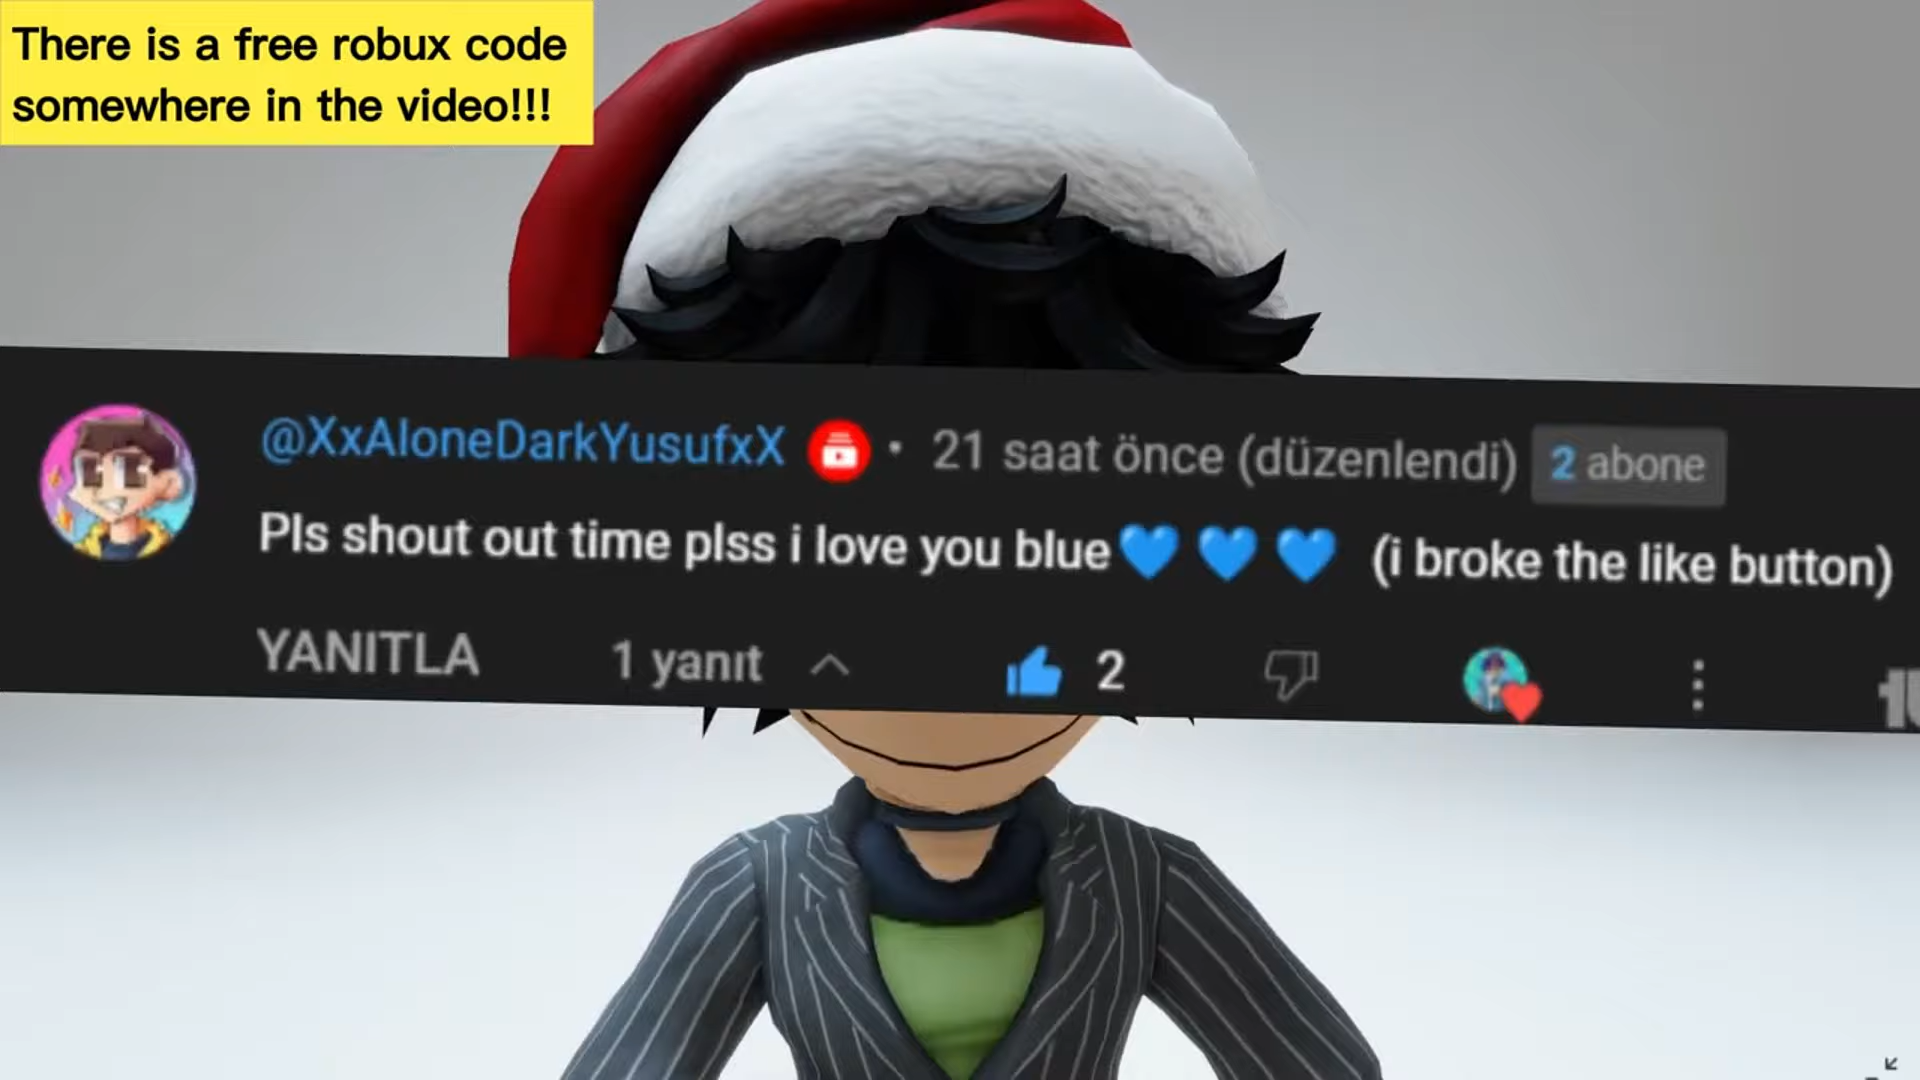 There is a free robux code
somewhere in the video!!!
@XxAloneDarkYusufxX • 21 saat önce (düzenlendi) 2 abone
Pls shout out time plss i love you blue💙 💙 💙 (i broke the like button)
YANITLA 1 yanıt 2